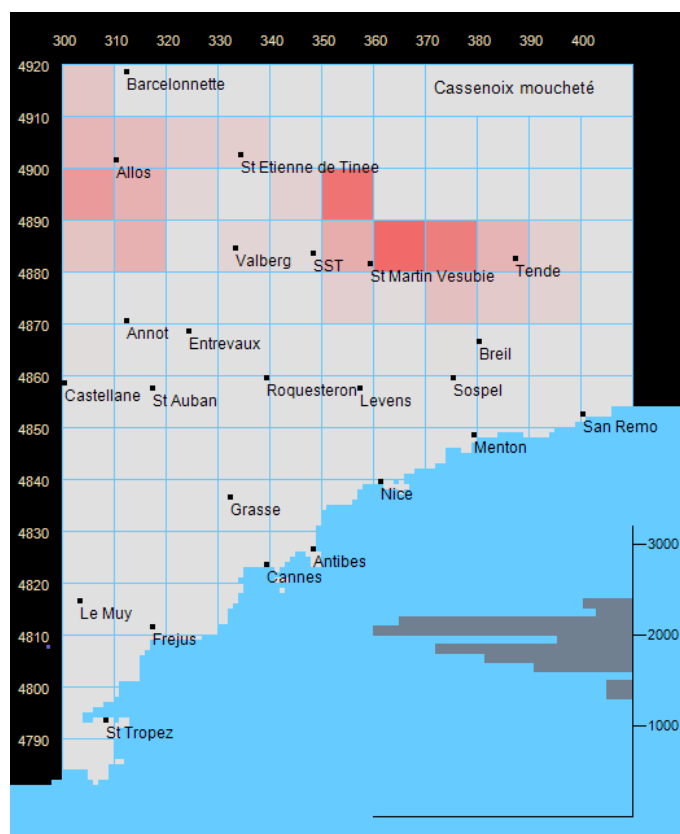 300 310 320 330 340 350 360 370 380 390 400
4920
Barcelonnette
Cassenoix moucheté
4910
4900
St Etienne de Tinee
Allos
4890
Valberg
SST
St Martin Vesubie
Tende
4880
4870
Annot
Entrevaux
Breil
4860
Castellane
St Auban
Roquesteron
Levens
Sospel
4850
San Remo
Menton
4840
Nice
Grasse
4830
3000
Antibes
Cannes
4820
Le Muy
Frejus
2000
4810
4800
St Tropez
1000
4790